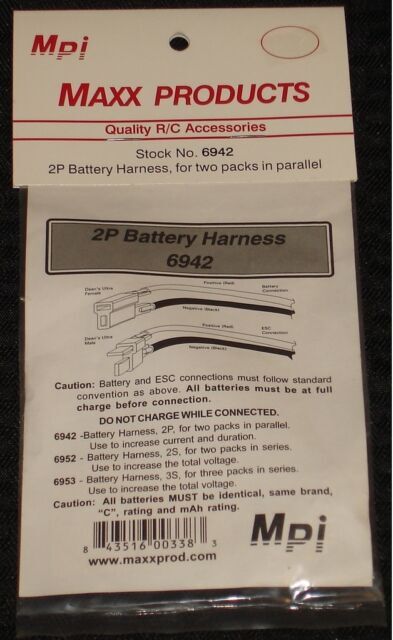 Mpi
MAXX PRODUCTS
Quality R/C Accessories
Stock No. 6942
2P Battery Harness, for two packs in parallel
2P Battery Harness
6942
Dean's Ultra Female
Positive (Red)
Battery Connection
Negative (Black)
Dean's Ultra Male
Positive (Red)
ESC Connection
Negative (Black)
Caution: Battery and ESC connections must follow standard
convention as above. All batteries must be at full
charge before connection.
DO NOT CHARGE WHILE CONNECTED.
6942 -Battery Harness, 2P, for two packs in parallel.
Use to increase current and duration.
6952 - Battery Harness, 2S, for two packs in series.
Use to increase the total voltage.
6953 - Battery Harness, 3S, for three packs in series.
Use to increase the total voltage.
Caution: All batteries MUST be identical, same brand,
"C", rating and mAh rating.
8 43516 00338 3
www.maxxprod.com
Mpi